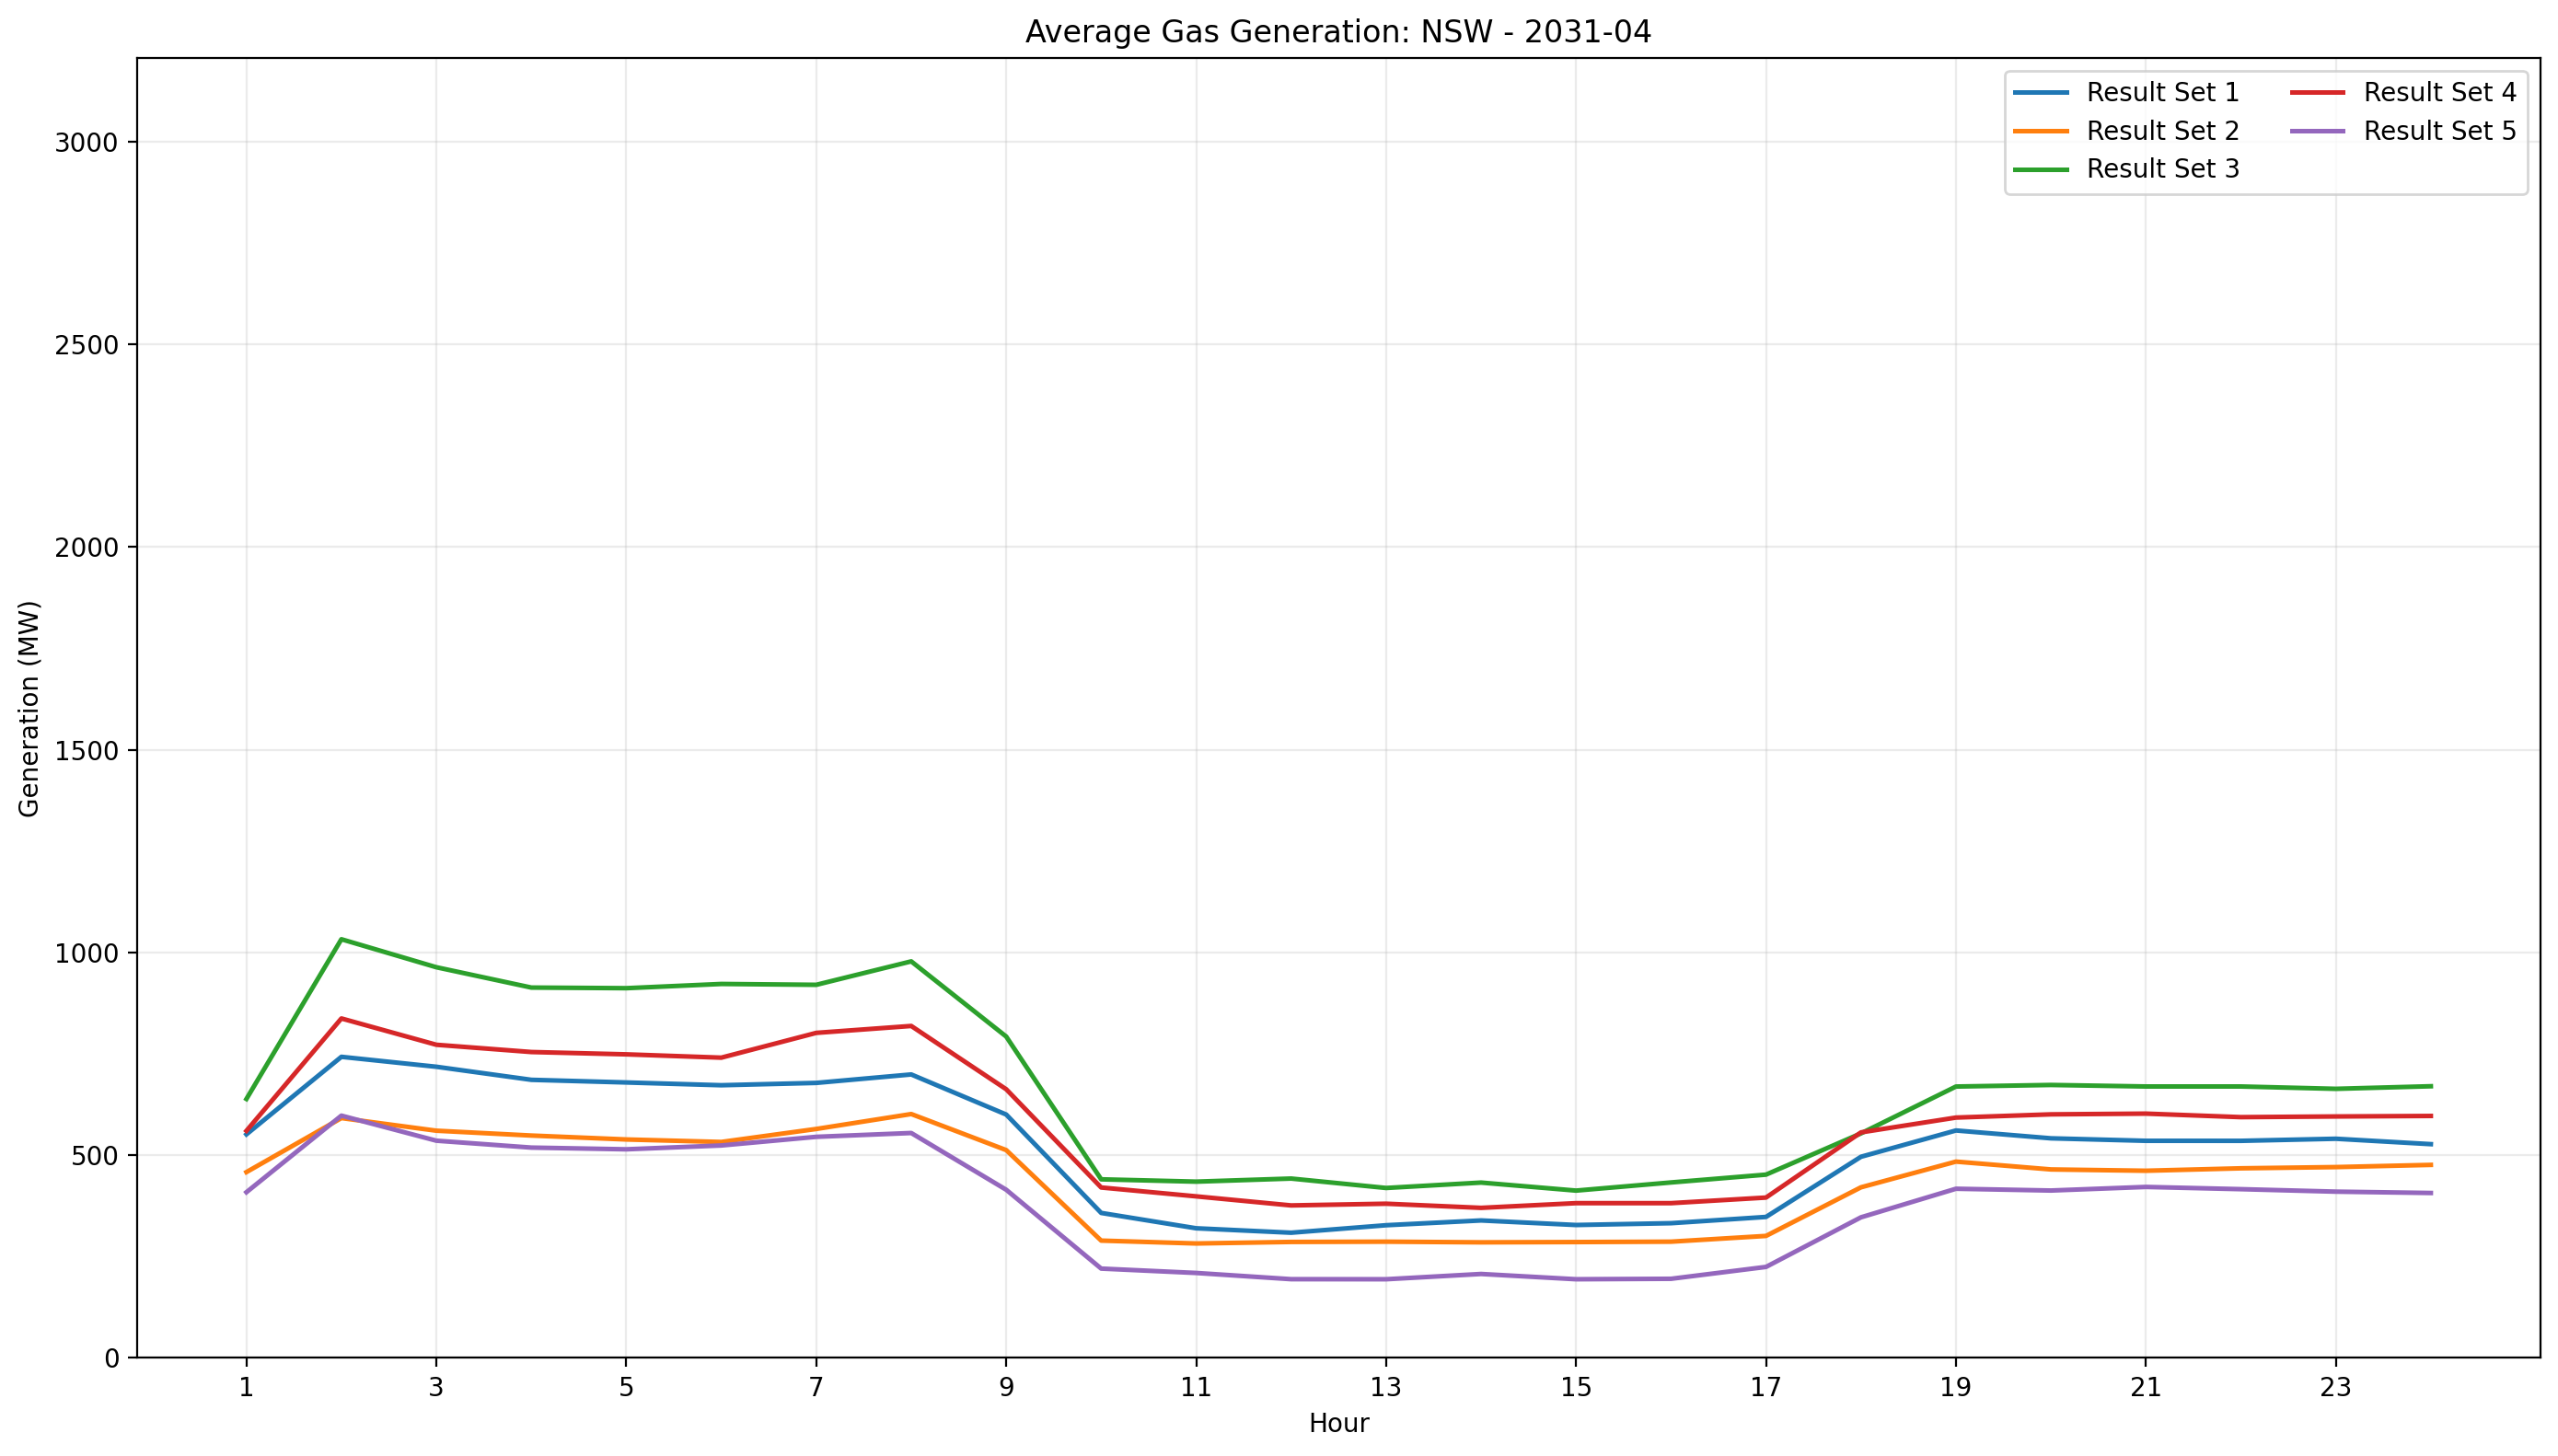 Average Gas Generation: NSW - 2031-04
Result Set 1
Result Set 2
Result Set 3
Result Set 4
Result Set 5
Generation (MW)
3000
2500
2000
1500
1000
500
0
1 3 5 7 9 11 13 15 17 19 21 23
Hour